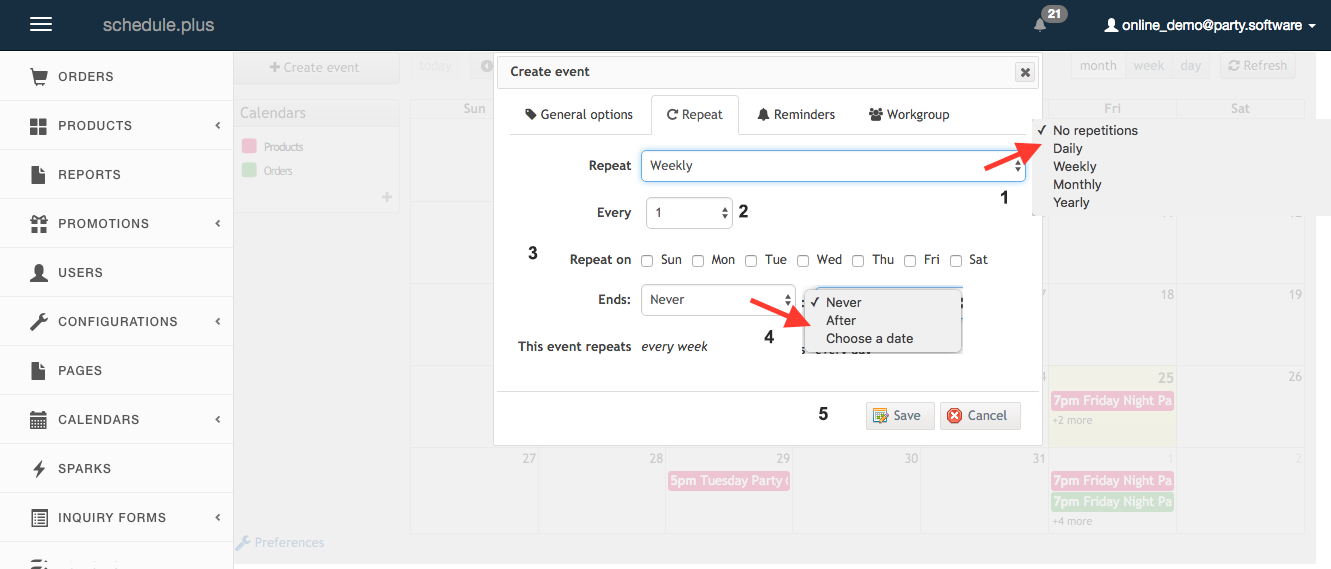 schedule.plus
21
online_demo@party.software
ORDERS
PRODUCTS
REPORTS
PROMOTIONS
USERS
CONFIGURATIONS
PAGES
CALENDARS
SPARKS
INQUIRY FORMS
Create event
Calendars
Products
Orders
Preferences
today
month week day Refresh
Sun Fri Sat
Create event
General options Repeat Reminders Workgroup
Repeat Weekly
1
No repetitions
Daily
Weekly
Monthly
Yearly
Every 1 2
3 Repeat on Sun Mon Tue Wed Thu Fri Sat
Ends: Never
Never
After
Choose a date
4
This event repeats every week
5 Save Cancel
18 19
25 26
7pm Friday Night Pa
+2 more
27 28 29 30 31 1 2
5pm Tuesday Party
7pm Friday Night Pa
7pm Friday Night Pa
+4 more